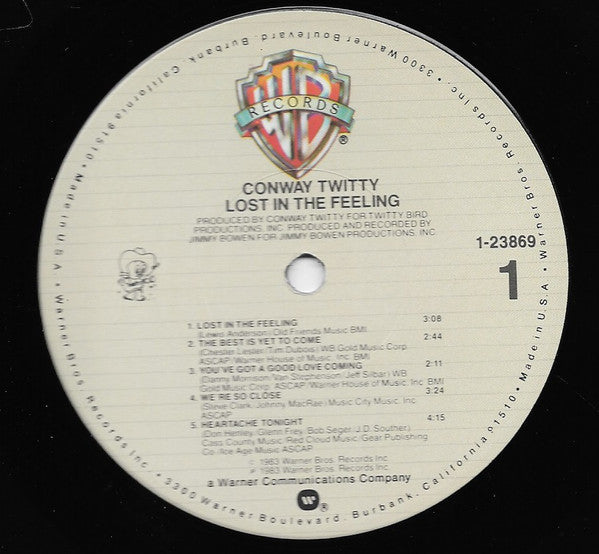 Warner Bros. Records Inc. • 3300 Warner Boulevard. Burbank. California 91510 • Made in U.S.A. • Warner Bros. Records Inc. • 3300 Warner Boulevard. Burbank. California 91510 • Made in U.S.A. •
WB
RECORDS
®
CONWAY TWITTY
LOST IN THE FEELING
PRODUCED BY CONWAY TWITTY FOR TWITTY BIRD
PRODUCTIONS, INC. PRODUCED AND RECORDED BY
JIMMY BOWEN FOR JIMMY BOWEN PRODUCTIONS, INC
1-23869
1
1. LOST IN THE FEELING 3:08
(Lewis Anderson) Old Friends Music BMI
2. THE BEST IS YET TO COME 2:44
(Chester Lester/Tim Dubois) WB Gold Music Corp.
ASCAP/Warner House of Music. Inc. BMI
3. YOU'VE GOT A GOOD LOVE COMING 2:11
(Danny Morrison/Van Stephenson/Jeff Silbar) WB
Gold Music Corp. ASCAP/Warner House of Music, Inc BMI
4. WE'RE SO CLOSE 3:24
(Steve Clark, Johnny MacRae) Music City Music, Inc.
ASCAP
5. HEARTACHE TONIGHT 4:15
(Don Henley, Glenn Frey, Bob Seger, J.D. Souther)
Cass County Music/Red Cloud Music/Gear Publishing
Co./Ice Age Music ASCAP
© 1983 Warner Bros. Records Inc.
℗ 1983 Warner Bros. Records Inc.
a Warner Communications Company
W
®